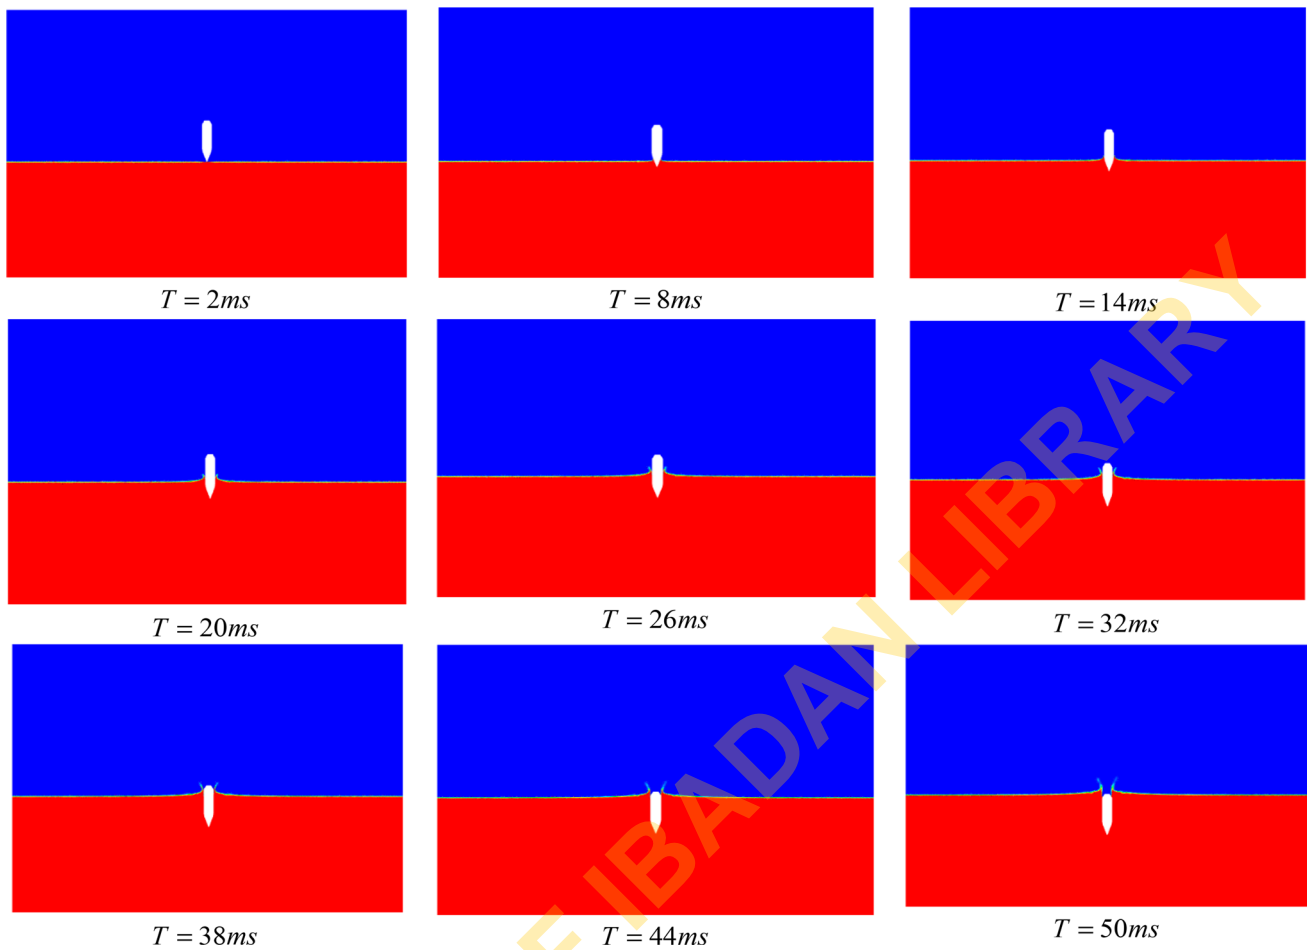 T = 2ms
T = 8ms
T = 14ms
T = 20ms
T = 26ms
T = 32ms
T = 38ms
T = 44ms
T = 50ms
IBADAN LIBRARY